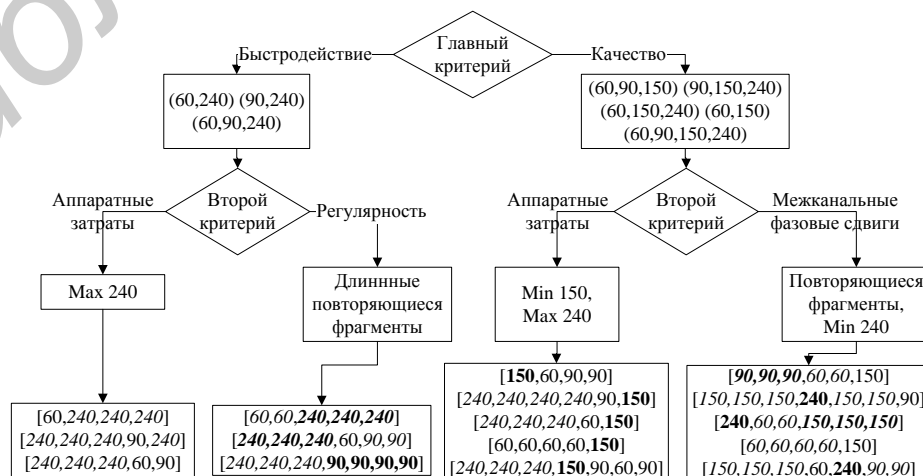 Главный
критерий
Быстродействие
Качество
(60,240) (90,240)
(60,90,240)
(60,90,150) (90,150,240)
(60,150,240) (60,150)
(60,90,150,240)
Аппаратные
затраты
Второй
критерий
Регулярность
Аппаратные
затраты
Второй
критерий
Межканальные
фазовые сдвиги
Max 240
Длиннные
повторяющиеся
фрагменты
Min 150,
Max 240
Повторяющиеся
фрагменты,
Min 240
[60,240,240,240]
[240,240,240,90,240]
[240,240,240,60,90]
[60,60,240,240,240]
[240,240,240,60,90,90]
[240,240,240,90,90,90,90]
[150,60,90,90]
[240,240,240,240,90,150]
[240,240,240,60,150]
[60,60,60,60,150]
[240,240,240,150,90,60,90]
[90,90,90,60,60,150]
[150,150,150,240,150,150,90]
[240,60,60,150,150,150]
[60,60,60,60,150]
[150,150,150,60,240,90,90]